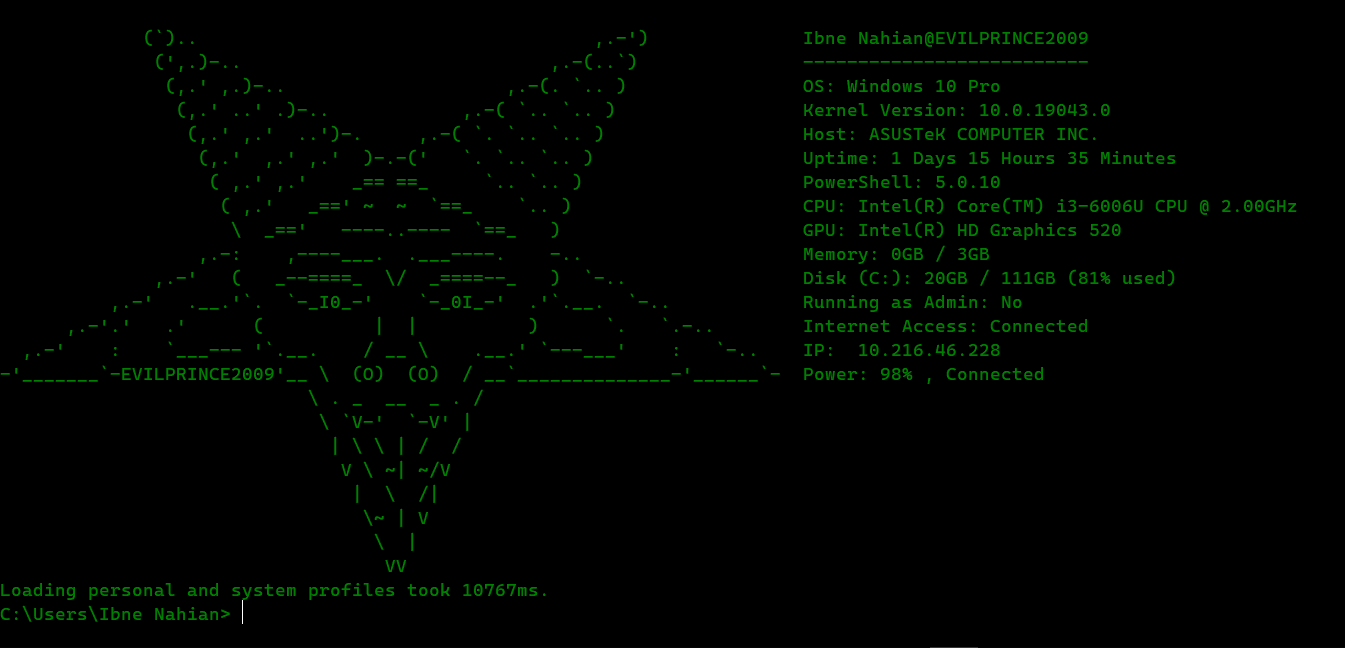 Ibne Nahian@EVILPRINCE2009
--------------------------
OS: Windows 10 Pro
Kernel Version: 10.0.19043.0
Host: ASUSTeK COMPUTER INC.
Uptime: 1 Days 15 Hours 35 Minutes
PowerShell: 5.0.10
CPU: Intel(R) Core(TM) i3-6006U CPU @ 2.00GHz
GPU: Intel(R) HD Graphics 520
Memory: 0GB / 3GB
Disk (C:): 20GB / 111GB (81% used)
Running as Admin: No
Internet Access: Connected
IP:  10.216.46.228
Power: 98% , Connected
EVILPRINCE2009
Loading personal and system profiles took 10767ms.
C:\Users\Ibne Nahian>